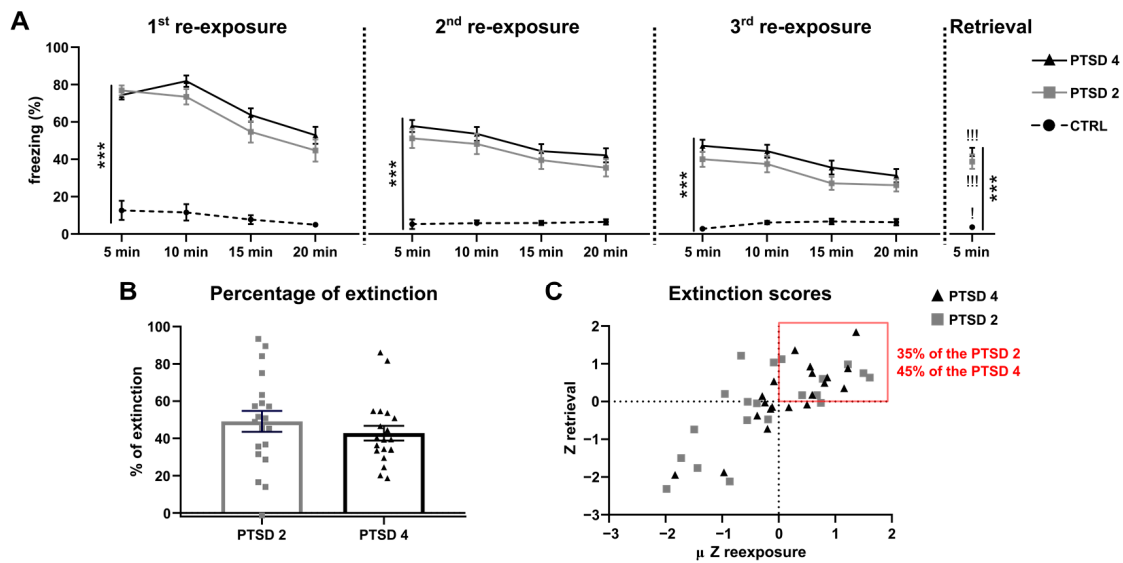 A
1st re-exposure
2nd re-exposure
3rd re-exposure
Retrieval
freezing (%)
100
80
60
40
20
0
***
***
***
!!!
!!!
!
***
5 min
10 min
15 min
20 min
5 min
10 min
15 min
20 min
5 min
10 min
15 min
20 min
5 min
PTSD 4
PTSD 2
CTRL
B
Percentage of extinction
% of extinction
100
80
60
40
20
0
PTSD 2
PTSD 4
C
Extinction scores
PTSD 4
PTSD 2
35% of the PTSD 2
45% of the PTSD 4
Z retrieval
2
1
0
−1
−2
−3
−3
−2
−1
0
1
2
μ Z reexposure